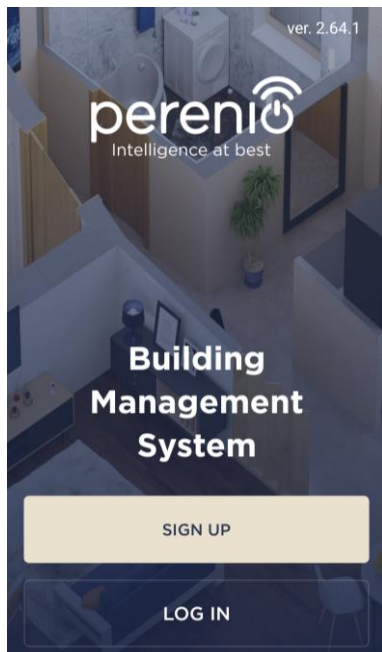 ver. 2.64.1
perenio
Intelligence at best
Building
Management
System
SIGN UP
LOG IN